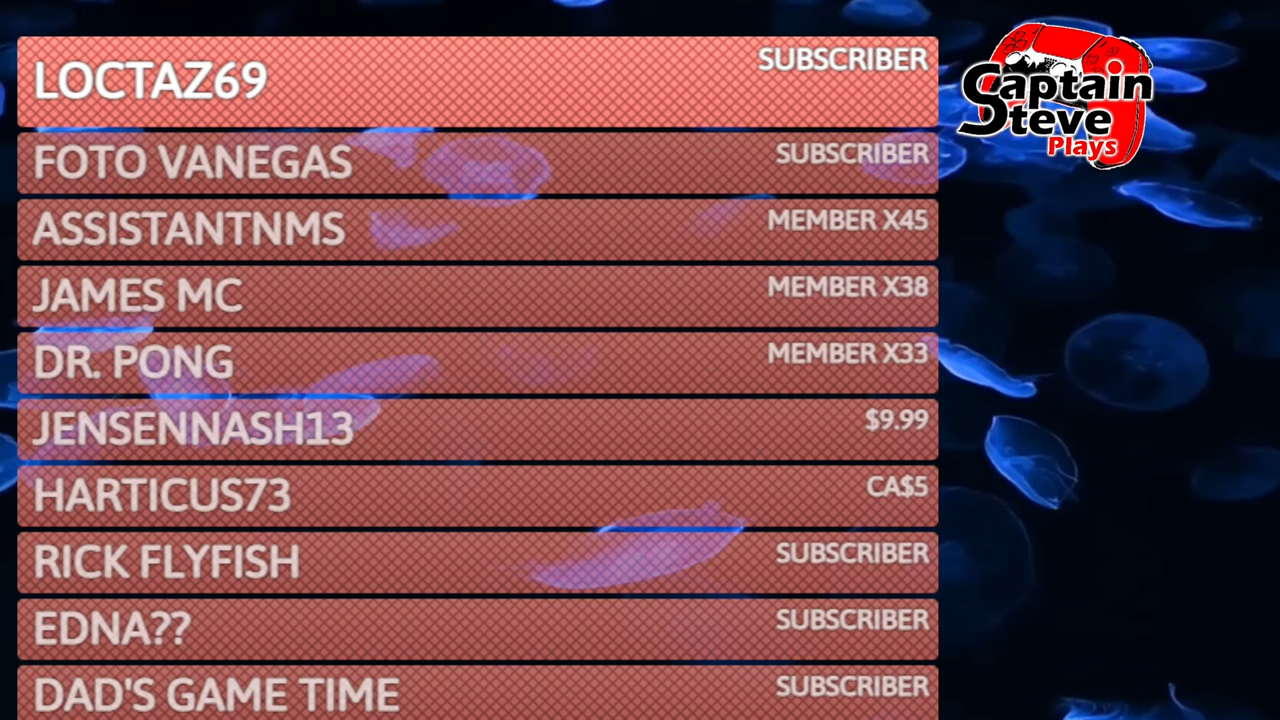 LOCTAZ69 SUBSCRIBER
FOTO VANEGAS SUBSCRIBER
ASSISTANTNMS MEMBER X45
JAMES MC MEMBER X38
DR. PONG MEMBER X33
JENSENNASH13 $9.99
HARTICUS73 CA$5
RICK FLYFISH SUBSCRIBER
EDNA?? SUBSCRIBER
DAD'S GAME TIME SUBSCRIBER
Captain
Steve
Plays